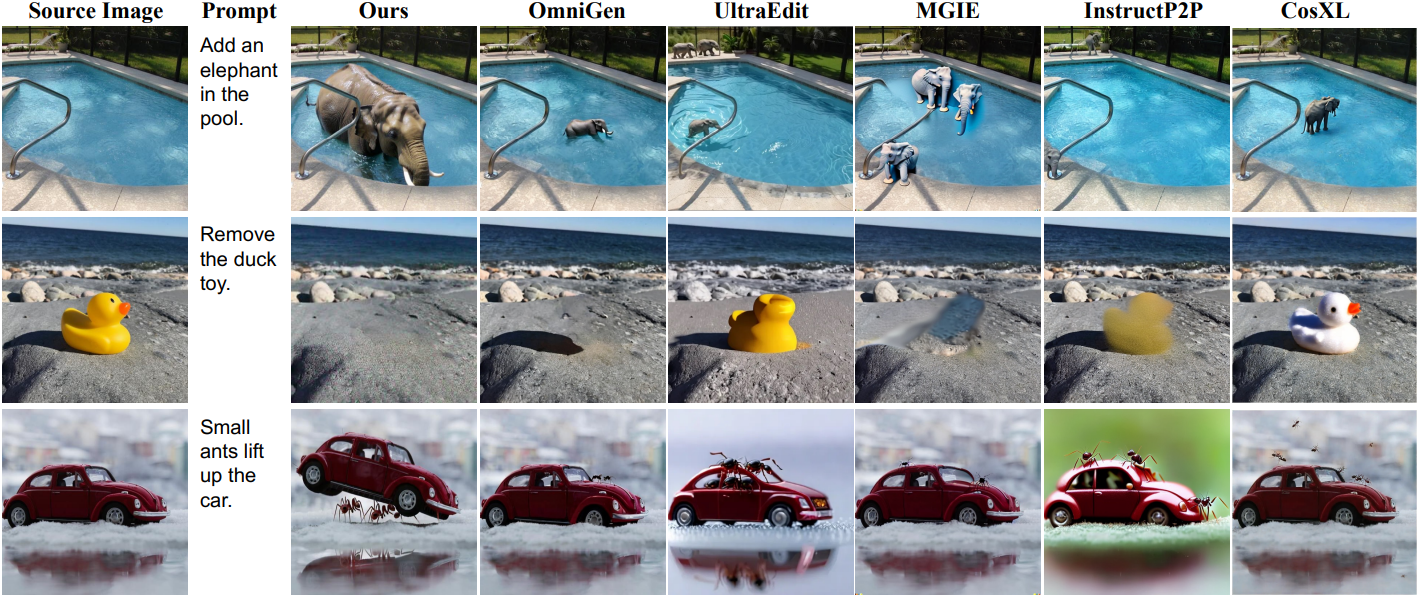 Source Image Prompt Ours OmniGen UltraEdit MGIE InstructP2P CosXL
Add an
elephant
in the
pool.
Remove
the duck
toy.
Small
ants lift
up the
car.